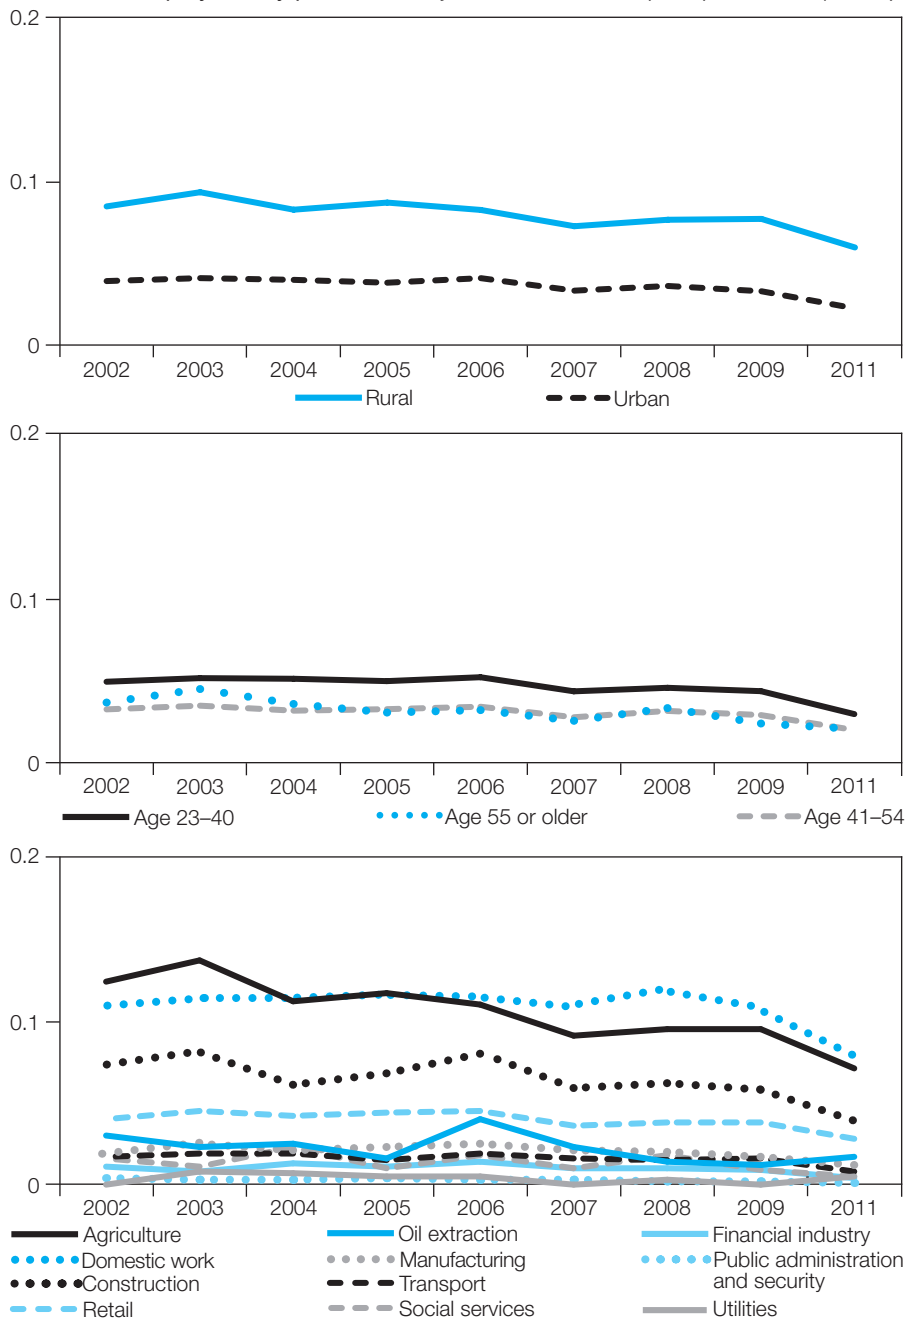 0.2
0.1
0
2002 2003 2004 2005 2006 2007 2008 2009 2011
Rural Urban
0.2
0.1
0
2002 2003 2004 2005 2006 2007 2008 2009 2011
Age 23–40 Age 55 or older Age 41–54
0.2
0.1
0
2002 2003 2004 2005 2006 2007 2008 2009 2011
Agriculture Oil extraction Financial industry
Domestic work Manufacturing Public administration
and security
Construction Transport
Retail Social services Utilities